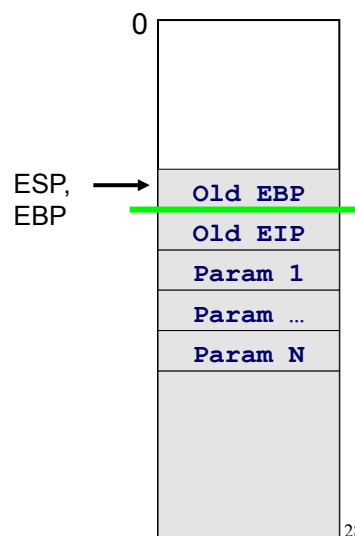 0
ESP,
EBP
Old EBP
Old EIP
Param 1
Param …
Param N